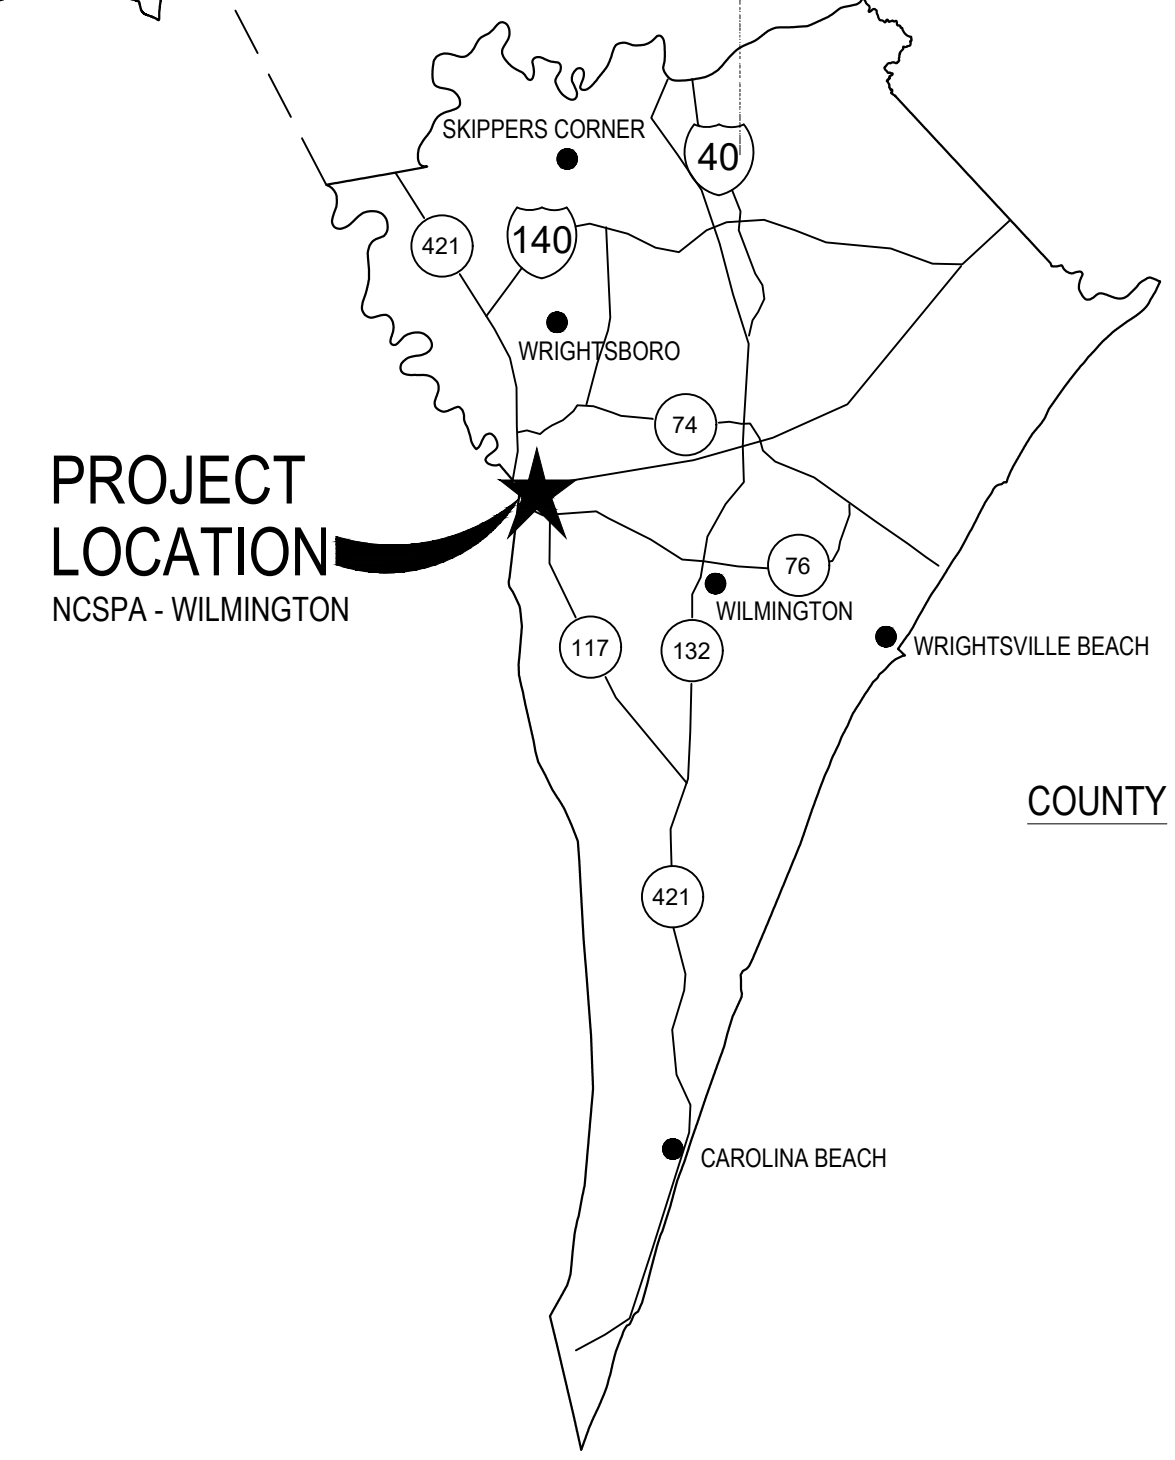 SKIPPERS CORNER
40
421
140
WRIGHTSBORO
74
PROJECT
LOCATION
NCSPA - WILMINGTON
76
WILMINGTON
117
132
WRIGHTSVILLE BEACH
COUNTY
421
CAROLINA BEACH